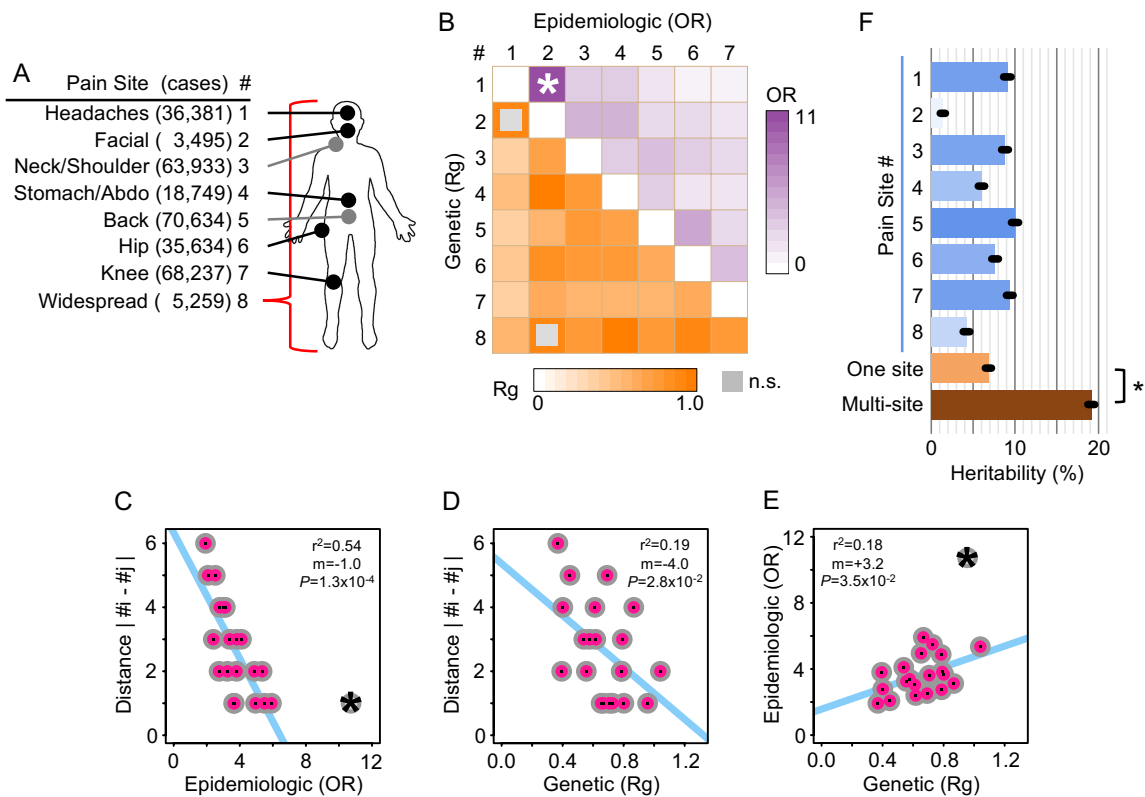 A
Pain Site (cases) #
Headaches (36,381) 1
Facial ( 3,495) 2
Neck/Shoulder (63,933) 3
Stomach/Abdo (18,749) 4
Back (70,634) 5
Hip (35,634) 6
Knee (68,237) 7
Widespread ( 5,259) 8
B
Epidemiologic (OR)
# 1 2 3 4 5 6 7
Genetic (Rg)
1 *
2
3
4
5
6
7
8
OR
11
0
Rg
0 1.0
n.s.
F
Pain Site #
1
2
3
4
5
6
7
8
One site
Multi-site
*
0 10 20
Heritability (%)
C
Distance | #i - #j |
r²=0.54
m=-1.0
P=1.3x10⁻⁴
6
4
2
0
*
0 4 8 12
Epidemiologic (OR)
D
Distance | #i - #j |
r²=0.19
m=-4.0
P=2.8x10⁻²
6
4
2
0
0.0 0.4 0.8 1.2
Genetic (Rg)
E
Epidemiologic (OR)
r²=0.18
m=+3.2
P=3.5x10⁻²
12
8
4
0
*
0.0 0.4 0.8 1.2
Genetic (Rg)